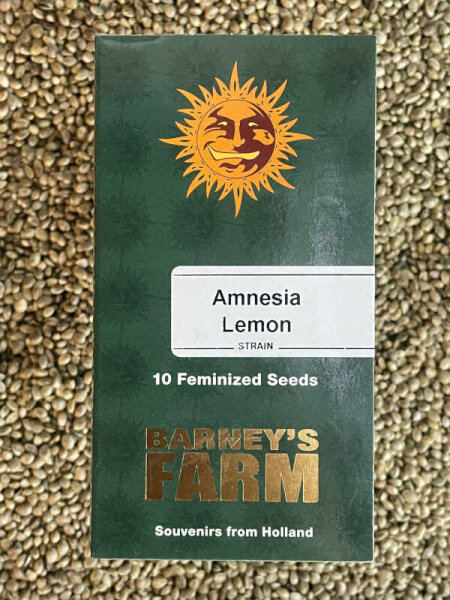 Amnesia
Lemon
STRAIN
10 Feminized Seeds
BARNEY'S
FARM
Souvenirs from Holland